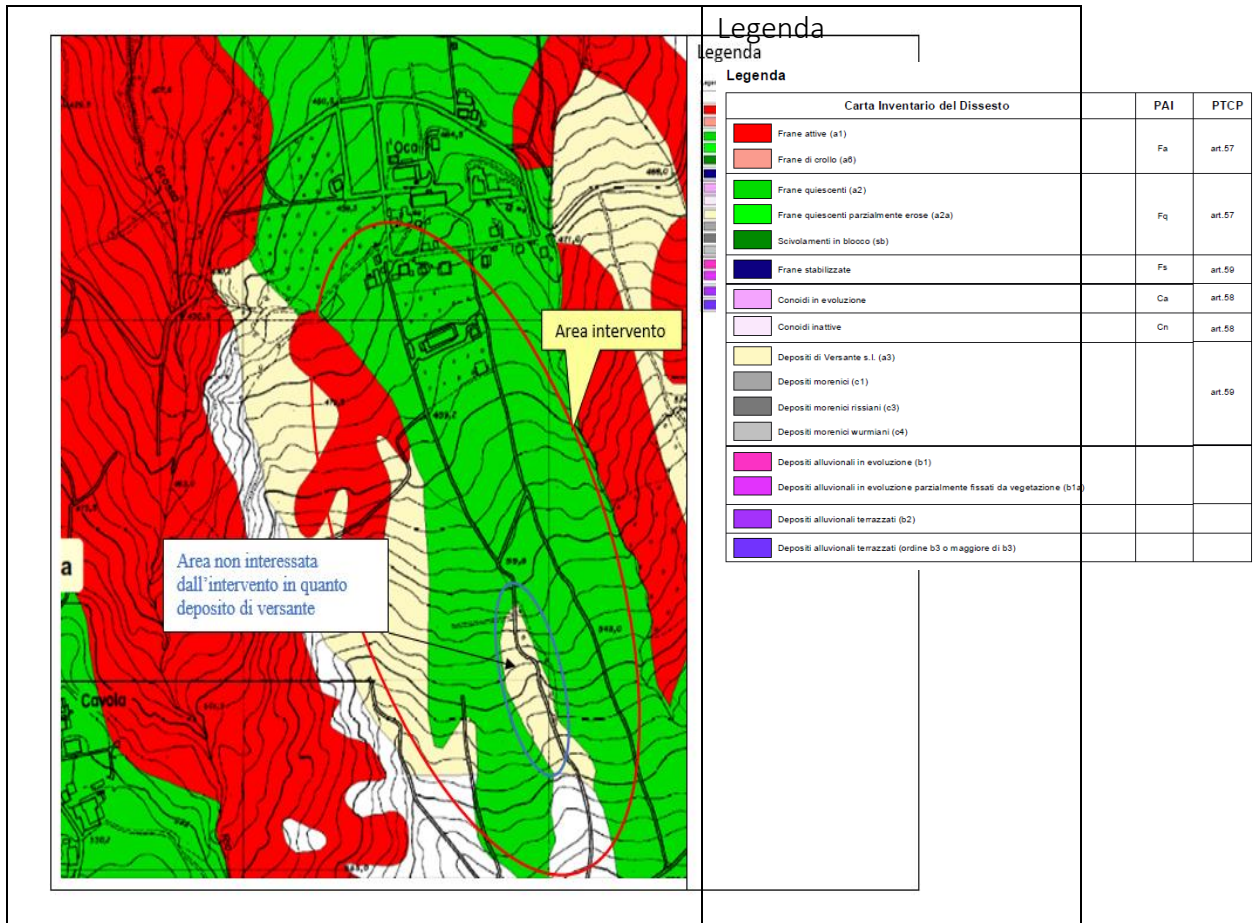 Legenda
Legenda
Legenda
Carta Inventario del Dissesto PAI PTCP
Frane attive (a1)
Frane di crollo (a6)
Fa art.57
Frane quiescenti (a2)
Frane quiescenti parzialmente erose (a2a)
Scivolamenti in blocco (sb)
Fq art.57
Frane stabilizzate Fs art.59
Conoidi in evoluzione Ca art.58
Conoidi inattive Cn art.58
Depositi di Versante s.l. (a3)
Depositi morenici (c1)
Depositi morenici rissiani (c3)
Depositi morenici wurmiani (c4)
art.59
Depositi alluvionali in evoluzione (b1)
Depositi alluvionali in evoluzione parzialmente fissati da vegetazione (b1a)
Depositi alluvionali terrazzati (b2)
Depositi alluvionali terrazzati (ordine b3 o maggiore di b3)
l'Oca
Area intervento
Area non interessata
dall'intervento in quanto
deposito di versante
a
Cavola